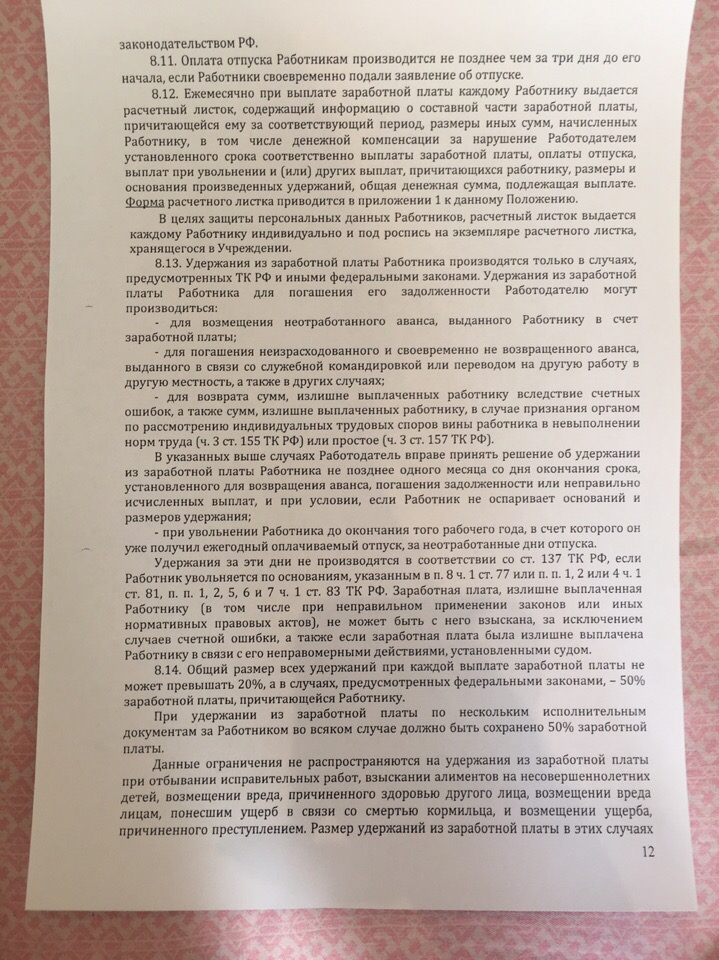 законодательством РФ.
8.11. Оплата отпуска Работникам производится не позднее чем за три дня до его
начала, если Работники своевременно подали заявление об отпуске.
8.12. Ежемесячно при выплате заработной платы каждому Работнику выдается
расчетный листок, содержащий информацию о составной части заработной платы,
причитающейся ему за соответствующий период, размеры иных сумм, начисленных
Работнику, в том числе денежной компенсации за нарушение Работодателем
установленного срока соответственно выплаты заработной платы, оплаты отпуска,
выплат при увольнении и (или) других выплат, причитающихся работнику, размеры и
основания произведенных удержаний, общая денежная сумма, подлежащая выплате.
Форма расчетного листка приводится в приложении 1 к данному Положению.
В целях защиты персональных данных Работников, расчетный листок выдается
каждому Работнику индивидуально и под роспись на экземпляре расчетного листка,
хранящегося в Учреждении.
8.13. Удержания из заработной платы Работника производятся только в случаях,
предусмотренных ТК РФ и иными федеральными законами. Удержания из заработной
платы Работника для погашения его задолженности Работодателю могут
производиться:
- для возмещения неотработанного аванса, выданного Работнику в счет
заработной платы;
- для погашения неизрасходованного и своевременно не возвращенного аванса,
выданного в связи со служебной командировкой или переводом на другую работу в
другую местность, а также в других случаях;
- для возврата сумм, излишне выплаченных работнику вследствие счетных
ошибок, а также сумм, излишне выплаченных работнику, в случае признания органом
по рассмотрению индивидуальных трудовых споров вины работника в невыполнении
норм труда (ч. 3 ст. 155 ТК РФ) или простое (ч. 3 ст. 157 ТК РФ).
В указанных выше случаях Работодатель вправе принять решение об удержании
из заработной платы Работника не позднее одного месяца со дня окончания срока,
установленного для возвращения аванса, погашения задолженности или неправильно
исчисленных выплат, и при условии, если Работник не оспаривает оснований и
размеров удержания;
- при увольнении Работника до окончания того рабочего года, в счет которого он
уже получил ежегодный оплачиваемый отпуск, за неотработанные дни отпуска.
Удержания за эти дни не производятся в соответствии со ст. 137 ТК РФ, если
Работник увольняется по основаниям, указанным в п. 8 ч. 1 ст. 77 или п. п. 1, 2 или 4 ч. 1
ст. 81, п. п. 1, 2, 5, 6 и 7 ч. 1 ст. 83 ТК РФ. Заработная плата, излишне выплаченная
Работнику (в том числе при неправильном применении законов или иных
нормативных правовых актов), не может быть с него взыскана, за исключением
случаев счетной ошибки, а также если заработная плата была излишне выплачена
Работнику в связи с его неправомерными действиями, установленными судом.
8.14. Общий размер всех удержаний при каждой выплате заработной платы не
может превышать 20%, а в случаях, предусмотренных федеральными законами, – 50%
заработной платы, причитающейся Работнику.
При удержании из заработной платы по нескольким исполнительным
документам за Работником во всяком случае должно быть сохранено 50% заработной
платы.
Данные ограничения не распространяются на удержания из заработной платы
при отбывании исправительных работ, взыскании алиментов на несовершеннолетних
детей, возмещении вреда, причиненного здоровью другого лица, возмещении вреда
лицам, понесшим ущерб в связи со смертью кормильца, и возмещении ущерба,
причиненного преступлением. Размер удержаний из заработной платы в этих случаях
12